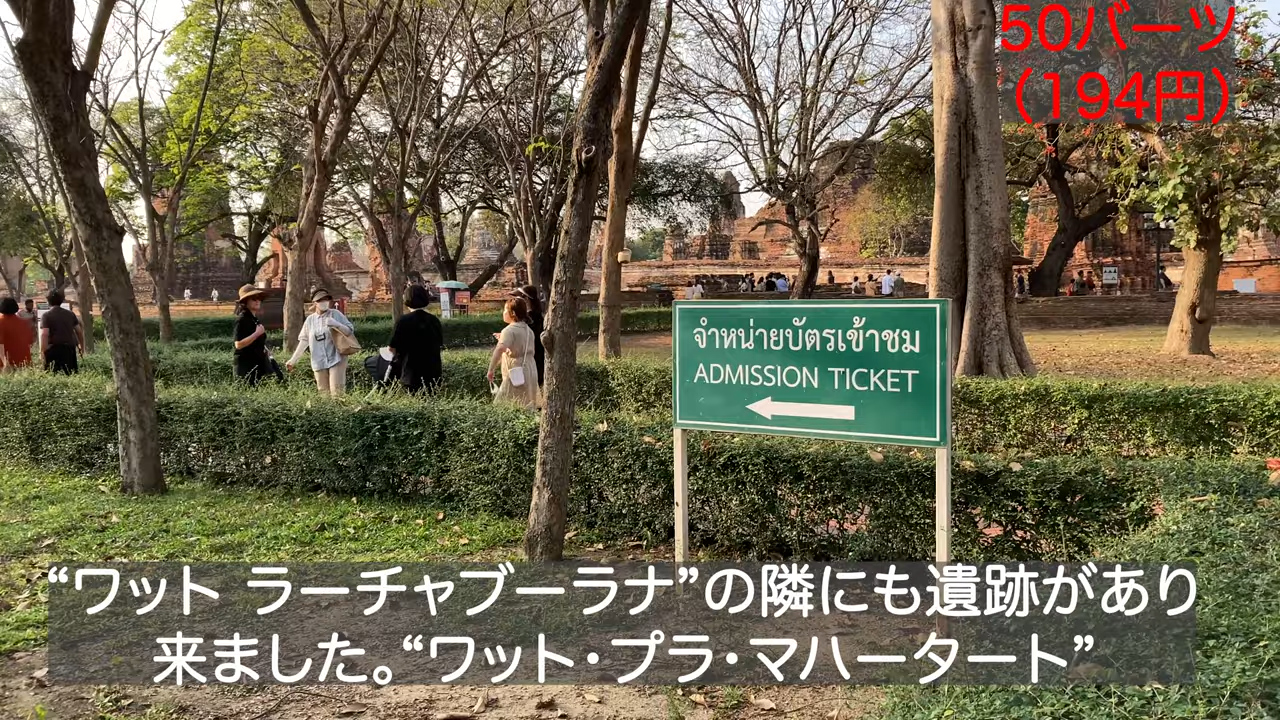 50バーツ
(194円)
จำหน่ายบัตรเข้าชม
ADMISSION TICKET
“ワット ラーチャブーラナ”の隣にも遺跡があり
来ました。“ワット・プラ・マハータート”